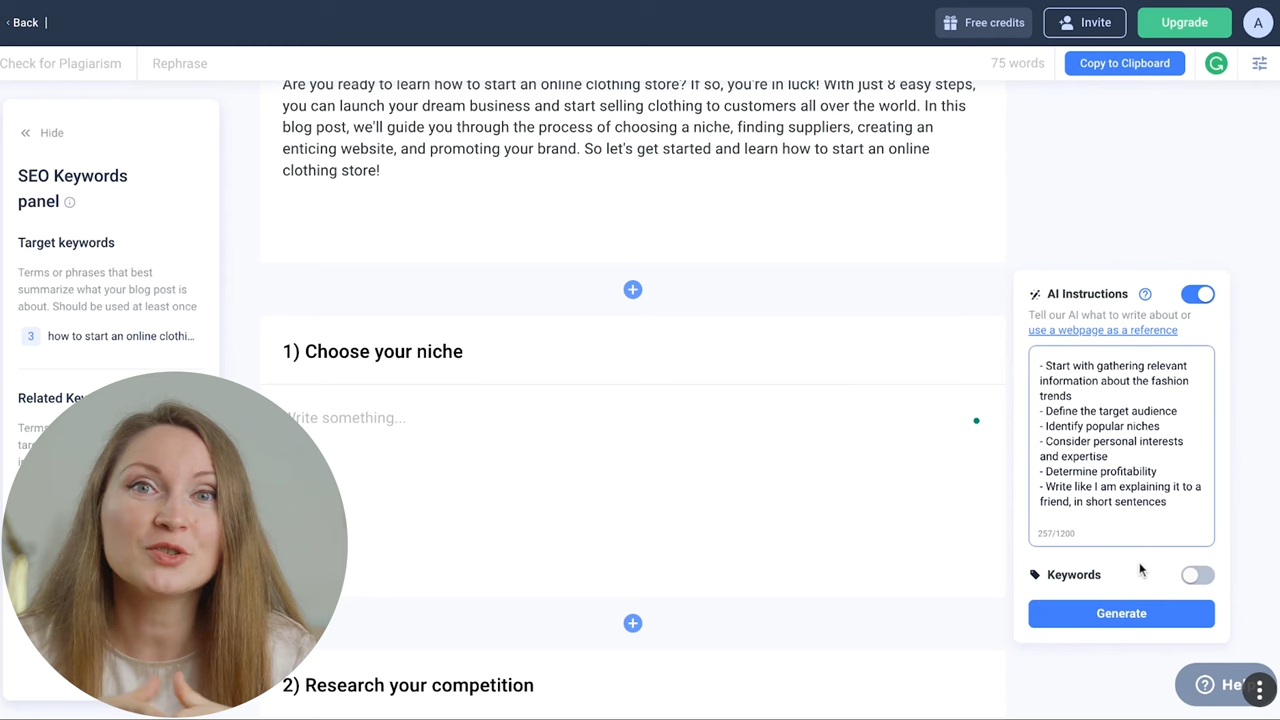 Back
Free credits
Invite
Upgrade
A
Check for Plagiarism
Rephrase
75 words
Copy to Clipboard
Hide
SEO Keywords
panel
Target keywords
Terms or phrases that best
summarize what your blog post is
about. Should be used at least once
3 how to start an online clothi...
Related
Are you ready to learn how to start an online clothing store? If so, you're in luck! With just 8 easy steps,
you can launch your dream business and start selling clothing to customers all over the world. In this
blog post, we'll guide you through the process of choosing a niche, finding suppliers, creating an
enticing website, and promoting your brand. So let's get started and learn how to start an online
clothing store!
1) Choose your niche
Write something...
2) Research your competition
AI Instructions
Tell our AI what to write about or
use a webpage as a reference
- Start with gathering relevant
information about the fashion
trends
- Define the target audience
- Identify popular niches
- Consider personal interests
and expertise
- Determine profitability
- Write like I am explaining it to a
friend, in short sentences
257/1200
Keywords
Generate